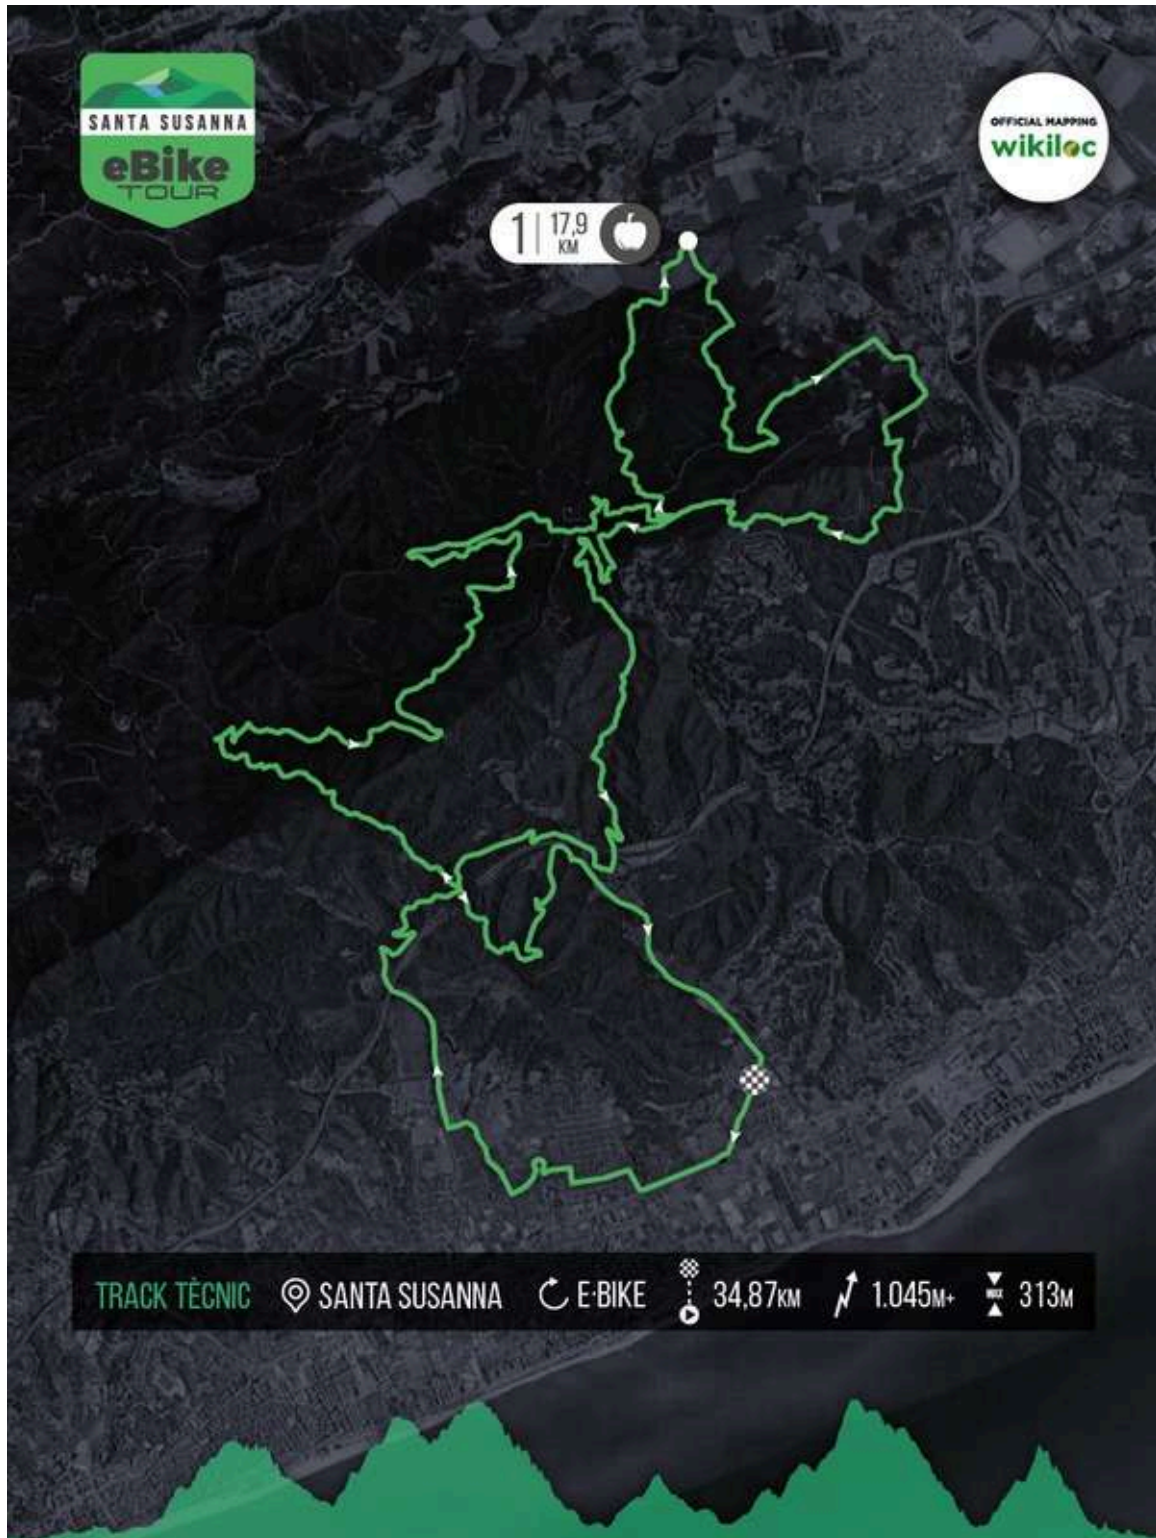 SANTA SUSANNA
eBike
TOUR
OFFICIAL MAPPING
wikiloc
1 17,9
KM
TRACK TÈCNIC SANTA SUSANNA E·BIKE 34,87KM 1.045M+ MAX 313M